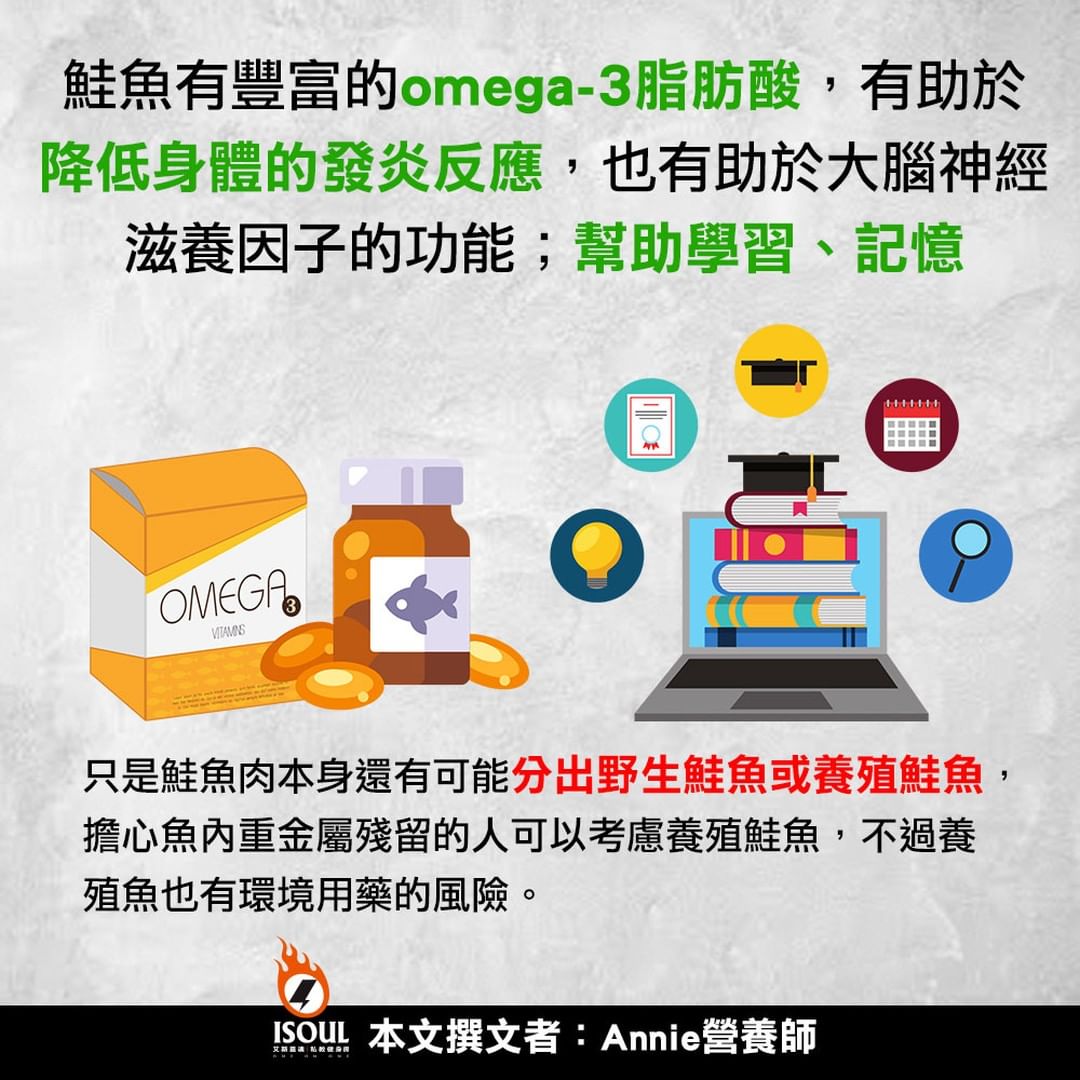 鮭魚有豐富的omega-3脂肪酸，有助於
降低身體的發炎反應，也有助於大腦神經
滋養因子的功能；幫助學習、記憶
OMEGA 3
VITAMINS
只是鮭魚肉本身還有可能分出野生鮭魚或養殖鮭魚，
擔心魚內重金屬殘留的人可以考慮養殖鮭魚，不過養
殖魚也有環境用藥的風險。
ISOUL
ONE ON ONE
本文撰文者：Annie營養師